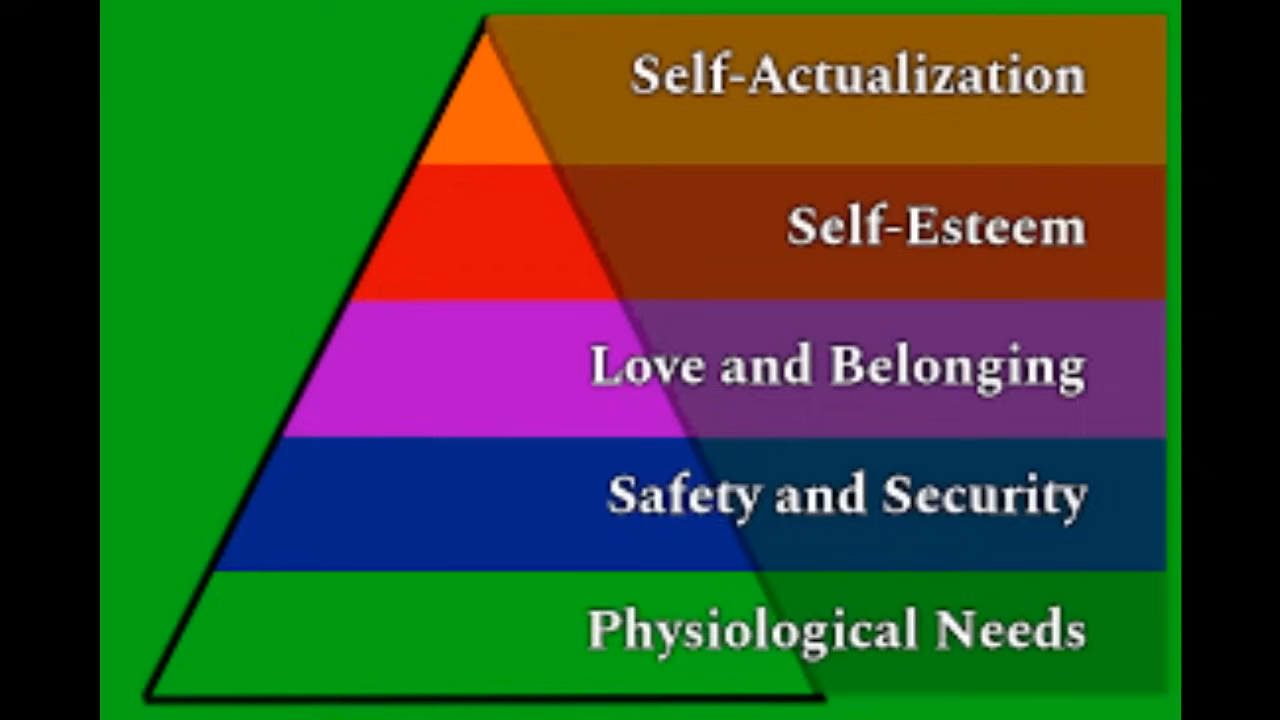 Self-Actualization
Self-Esteem
Love and Belonging
Safety and Security
Physiological Needs